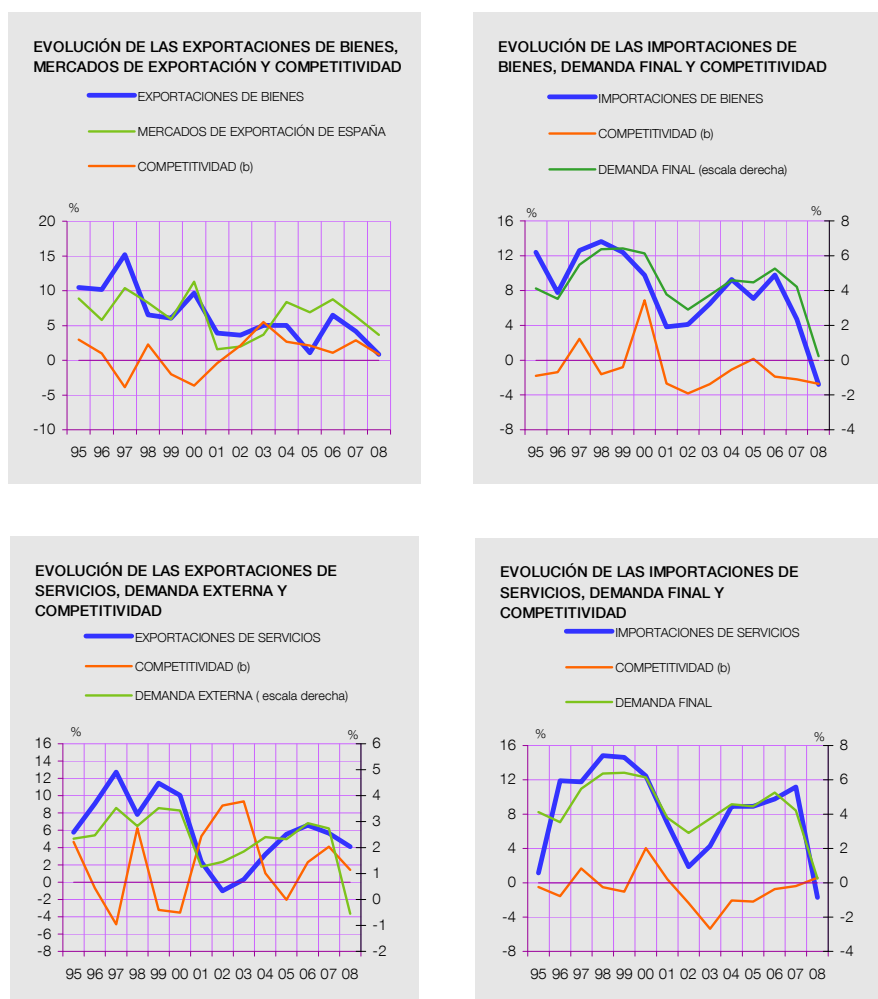 EVOLUCIÓN DE LAS EXPORTACIONES DE BIENES,
MERCADOS DE EXPORTACIÓN Y COMPETITIVIDAD
EXPORTACIONES DE BIENES
MERCADOS DE EXPORTACIÓN DE ESPAÑA
COMPETITIVIDAD (b)
%
20
15
10
5
0
-5
-10
95 96 97 98 99 00 01 02 03 04 05 06 07 08
EVOLUCIÓN DE LAS IMPORTACIONES DE
BIENES, DEMANDA FINAL Y COMPETITIVIDAD
IMPORTACIONES DE BIENES
COMPETITIVIDAD (b)
DEMANDA FINAL (escala derecha)
% %
16 8
12 6
8 4
4 2
0 0
-4 -2
-8 -4
95 96 97 98 99 00 01 02 03 04 05 06 07 08
EVOLUCIÓN DE LAS EXPORTACIONES DE
SERVICIOS, DEMANDA EXTERNA Y
COMPETITIVIDAD
EXPORTACIONES DE SERVICIOS
COMPETITIVIDAD (b)
DEMANDA EXTERNA ( escala derecha)
% %
16 6
14
12 5
10 4
8 3
6
4 2
2 1
0
-2 0
-4 -1
-6
-8 -2
95 96 97 98 99 00 01 02 03 04 05 06 07 08
EVOLUCIÓN DE LAS IMPORTACIONES DE
SERVICIOS, DEMANDA FINAL Y
COMPETITIVIDAD
IMPORTACIONES DE SERVICIOS
COMPETITIVIDAD (b)
DEMANDA FINAL
% %
16 8
12 6
8 4
4 2
0 0
-4 -2
-8 -4
95 96 97 98 99 00 01 02 03 04 05 06 07 08